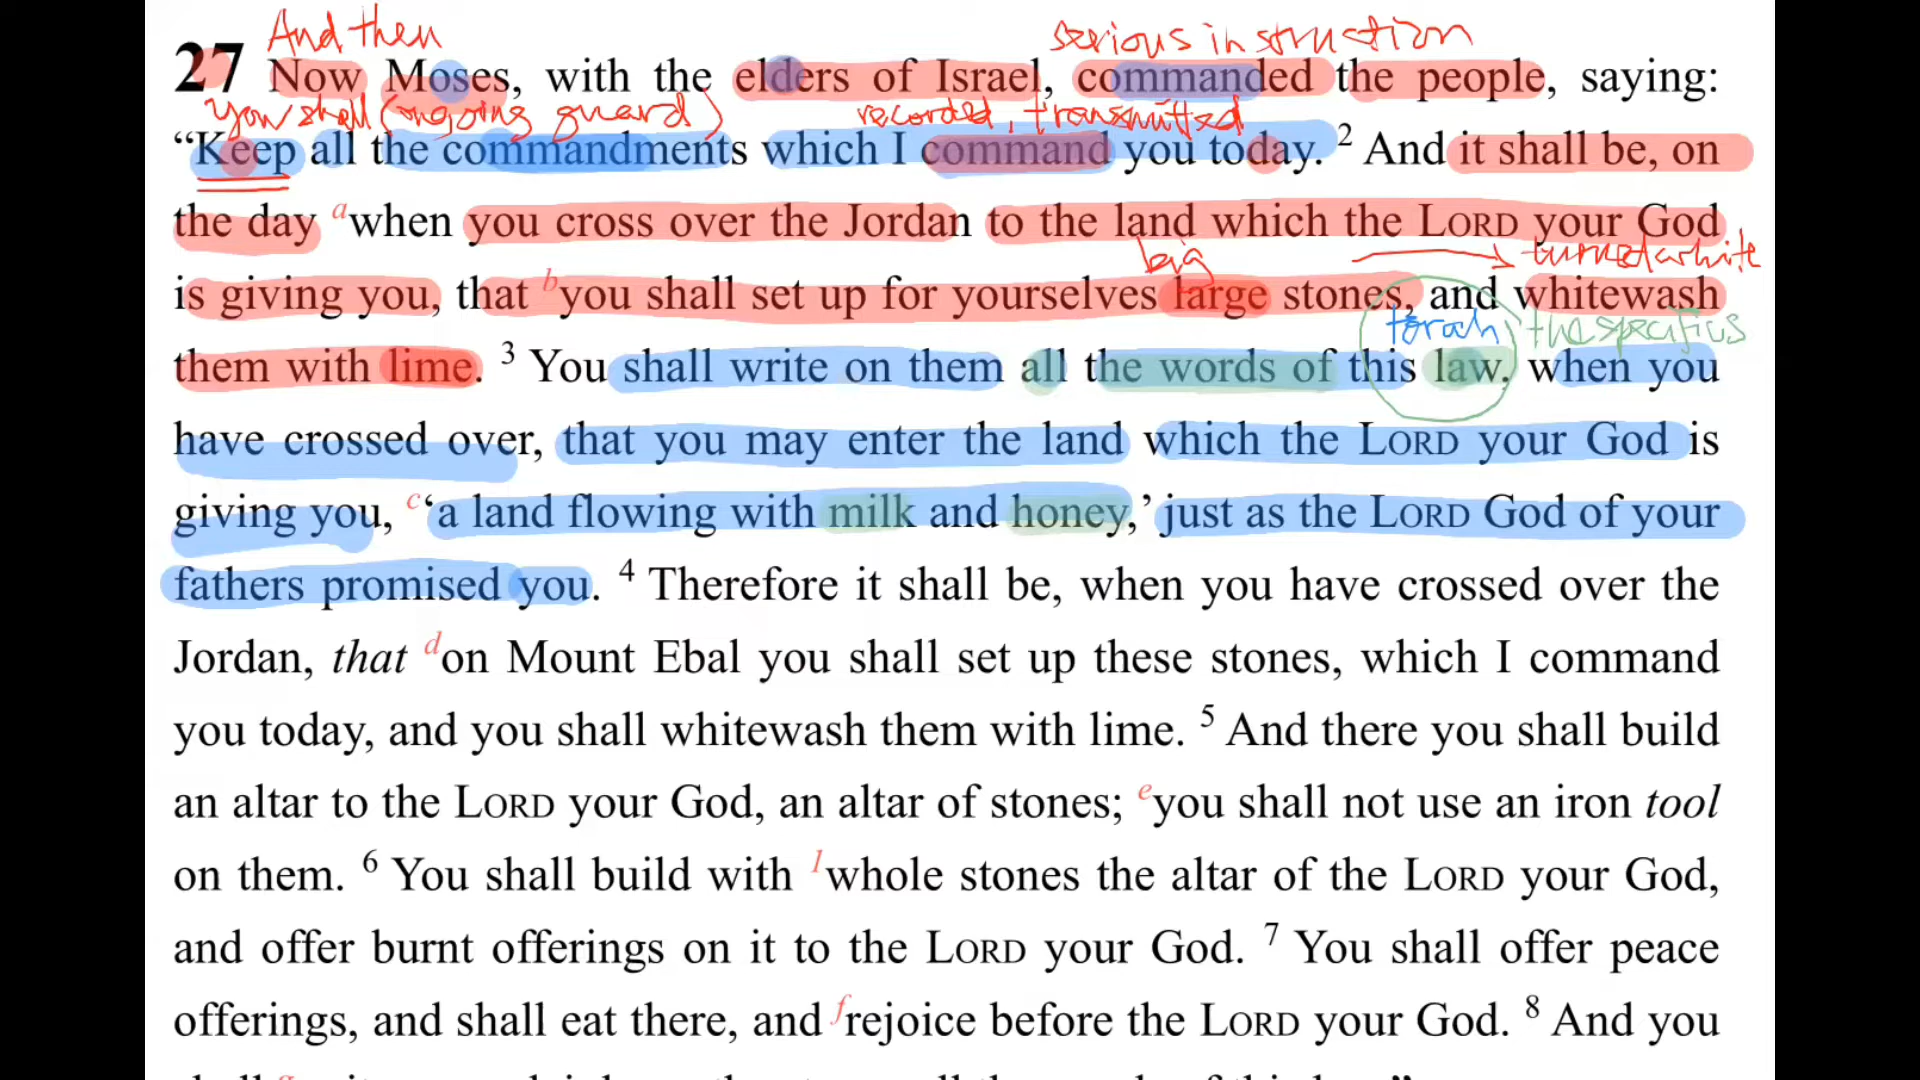 And then serious instruction
27 Now Moses, with the elders of Israel, commanded the people, saying:
you shall (ongoing guard) recorded, transmitted
“Keep all the commandments which I command you today. 2 And it shall be, on
the day a when you cross over the Jordan to the land which the LORD your God
big turned white
is giving you, that b you shall set up for yourselves large stones, and whitewash
torah, the specifics
them with lime. 3 You shall write on them all the words of this law, when you
have crossed over, that you may enter the land which the LORD your God is
giving you, c ‘a land flowing with milk and honey,’ just as the LORD God of your
fathers promised you. 4 Therefore it shall be, when you have crossed over the
Jordan, that d on Mount Ebal you shall set up these stones, which I command
you today, and you shall whitewash them with lime. 5 And there you shall build
an altar to the LORD your God, an altar of stones; e you shall not use an iron tool
on them. 6 You shall build with 1 whole stones the altar of the LORD your God,
and offer burnt offerings on it to the LORD your God. 7 You shall offer peace
offerings, and shall eat there, and f rejoice before the LORD your God. 8 And you